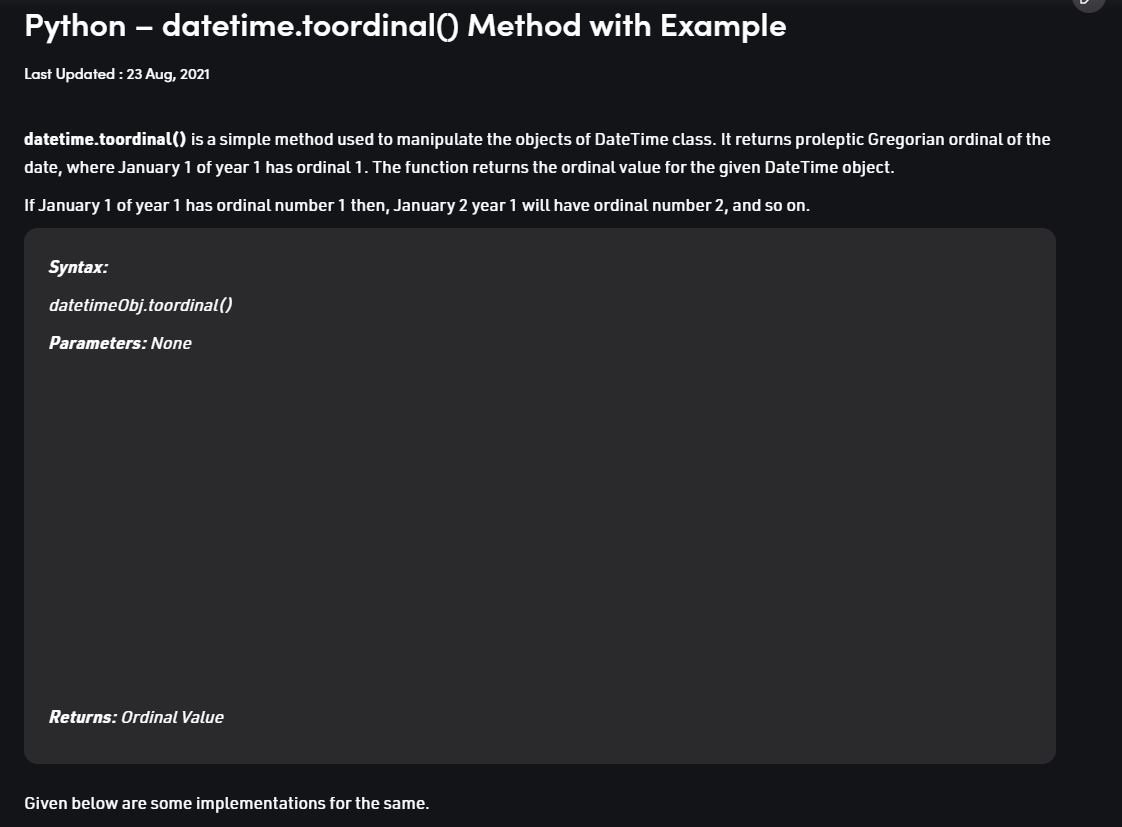 Python – datetime.toordinal() Method with Example
Last Updated : 23 Aug, 2021
datetime.toordinal() is a simple method used to manipulate the objects of DateTime class. It returns proleptic Gregorian ordinal of the
date, where January 1 of year 1 has ordinal 1. The function returns the ordinal value for the given DateTime object.
If January 1 of year 1 has ordinal number 1 then, January 2 year 1 will have ordinal number 2, and so on.
Syntax:
datetimeObj.toordinal()
Parameters: None
Returns: Ordinal Value
Given below are some implementations for the same.